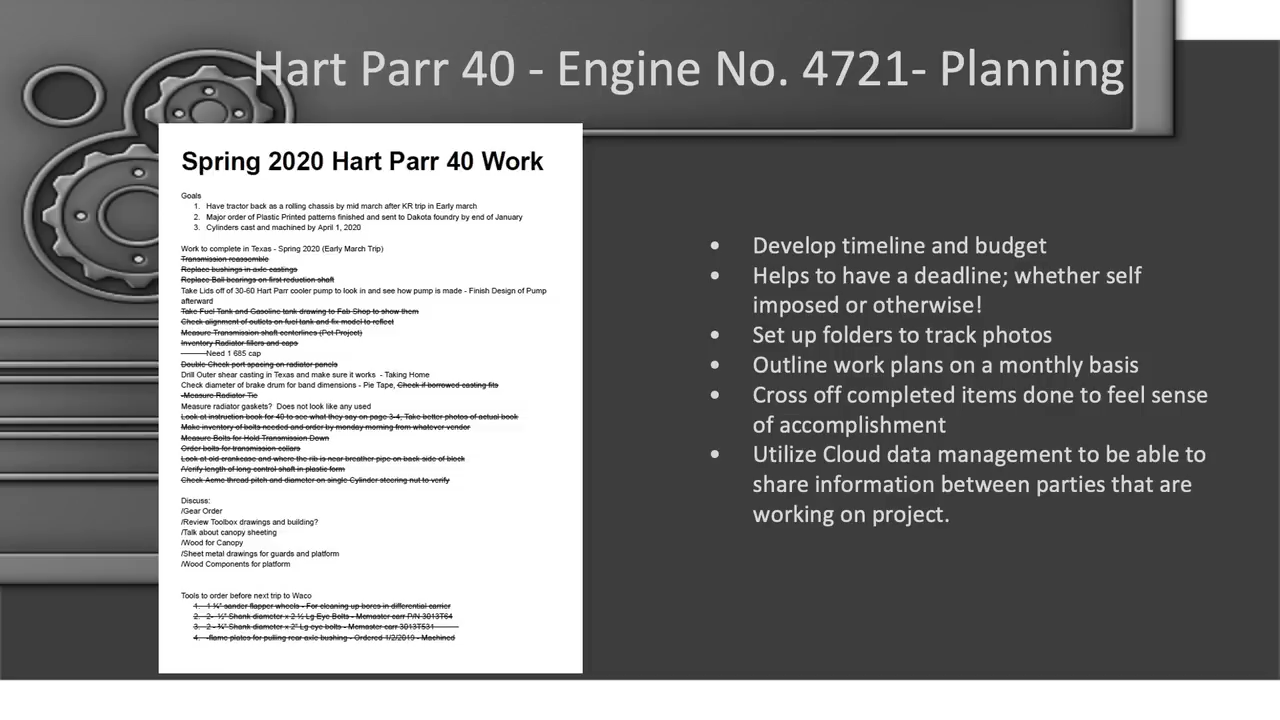 Hart Parr 40 - Engine No. 4721- Planning
Spring 2020 Hart Parr 40 Work
Goals
1. Have tractor back as a rolling chassis by mid march after KR trip in Early march
2. Major order of Plastic Printed patterns finished and sent to Dakota foundry by end of January
3. Cylinders cast and machined by April 1, 2020
Work to complete in Texas - Spring 2020 (Early March Trip)
Transmission reassemble
Replace bushings in axle castings
Replace Ball bearings on first reduction shaft
Take Lids off of 30-60 Hart Parr cooler pump to look in and see how pump is made - Finish Design of Pump
afterward
Take Fuel Tank and Gasoline tank drawing to Fab Shop to show them
Check alignment of outlets on fuel tank and fix model to reflect
Measure Transmission shaft centerlines (Pet Project)
Inventory Radiator fillers and caps
Need 1 685 cap
Double Check port spacing on radiator panels
Drill Outer shear casting in Texas and make sure it works - Taking Home
Check diameter of brake drum for band dimensions - Pie Tape, Check if borrowed casting fits
-Measure Radiator Tie
Measure radiator gaskets? Does not look like any used
Look at instruction book for 40 to see what they say on page 3-4, Take better photos of actual book
Make inventory of bolts needed and order by monday morning from whatever vendor
Measure Bolts for Hold Transmission Down
Order bolts for transmission collars
Look at old crankcase and where the rib is near breather pipe on back side of block
/Verify length of long control shaft in plastic form
Check Acme thread pitch and diameter on single Cylinder steering nut to verify
Discuss:
/Gear Order
/Review Toolbox drawings and building?
/Talk about canopy sheeting
/Wood for Canopy
/Sheet metal drawings for guards and platform
/Wood Components for platform
Tools to order before next trip to Waco
1. 1 ¼" sander flapper wheels - For cleaning up bores in differential carrier
2. 2- ½" Shank diameter x 2 ½ Lg Eye Bolts - Mcmaster carr P/N 3013T64
3. 2 - ¾" Shank diameter x 2" Lg eye bolts - Mcmaster carr 3013T531
4. -flame plates for pulling rear axle bushing - Ordered 1/2/2019 - Machined
• Develop timeline and budget
• Helps to have a deadline; whether self
imposed or otherwise!
• Set up folders to track photos
• Outline work plans on a monthly basis
• Cross off completed items done to feel sense
of accomplishment
• Utilize Cloud data management to be able to
share information between parties that are
working on project.